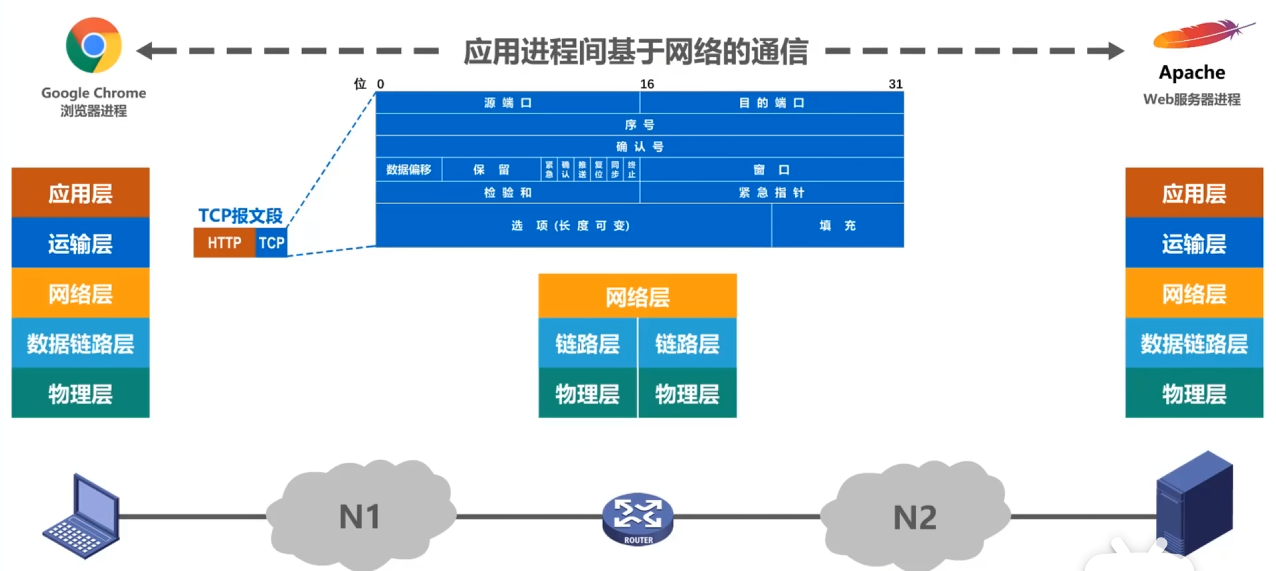 应用进程间基于网络的通信
Google Chrome
浏览器进程
Apache
Web服务器进程
位 0 16 31
源端口 目的端口
序号
确认号
数据偏移 保留 紧急 确认 推送 复位 同步 终止 窗口
检验和 紧急指针
选项(长度可变) 填充
TCP报文段
HTTP TCP
应用层
运输层
网络层
数据链路层
物理层
网络层
链路层 链路层
物理层 物理层
应用层
运输层
网络层
数据链路层
物理层
N1
ROUTER
N2